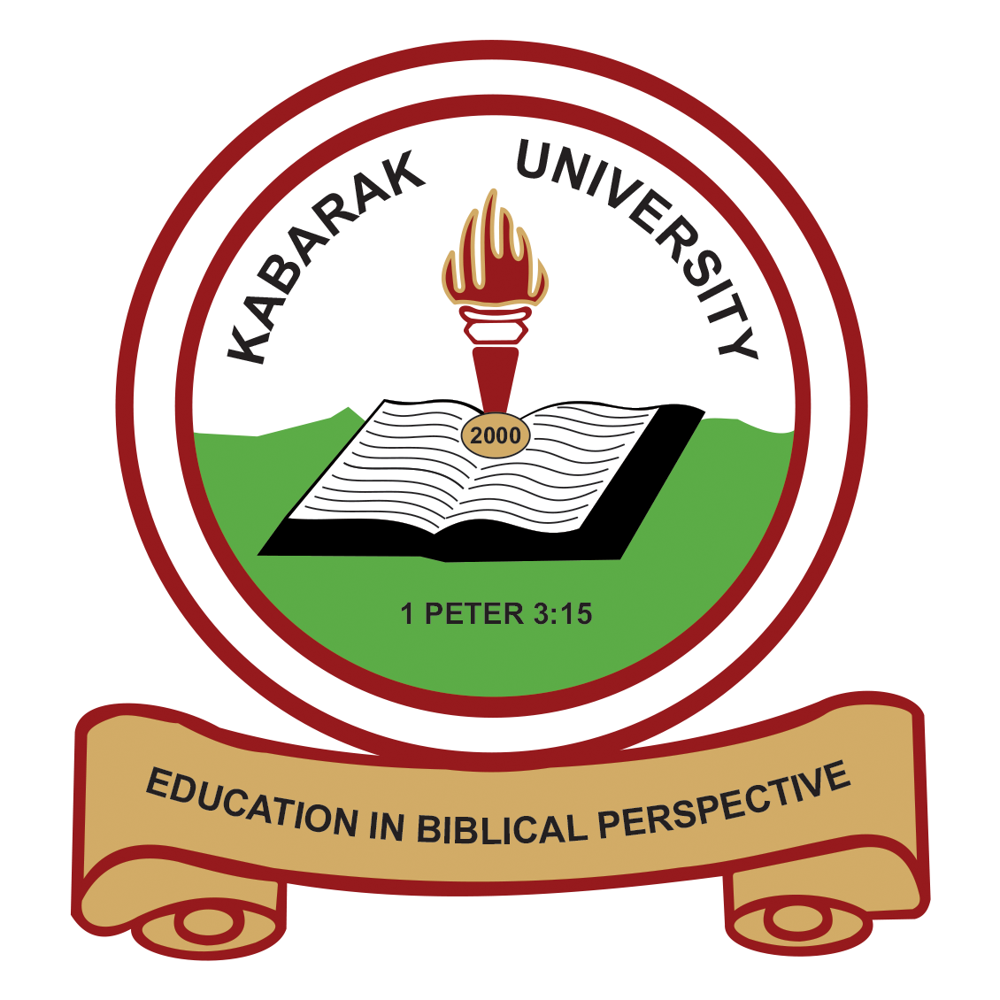 KABARAK UNIVERSITY
2000
1 PETER 3:15
EDUCATION IN BIBLICAL PERSPECTIVE